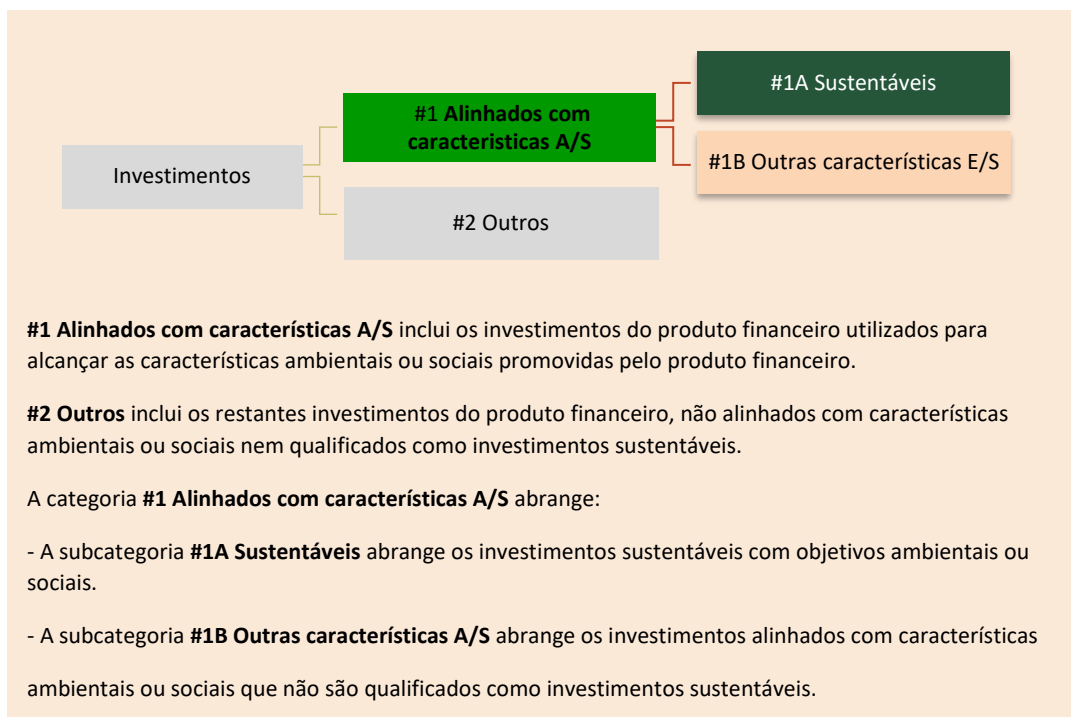 #1A Sustentáveis
#1 Alinhados com
caracteristicas A/S
#1B Outras características E/S
Investimentos
#2 Outros
#1 Alinhados com características A/S inclui os investimentos do produto financeiro utilizados para
alcançar as características ambientais ou sociais promovidas pelo produto financeiro.
#2 Outros inclui os restantes investimentos do produto financeiro, não alinhados com características
ambientais ou sociais nem qualificados como investimentos sustentáveis.
A categoria #1 Alinhados com características A/S abrange:
- A subcategoria #1A Sustentáveis abrange os investimentos sustentáveis com objetivos ambientais ou
sociais.
- A subcategoria #1B Outras características A/S abrange os investimentos alinhados com características
ambientais ou sociais que não são qualificados como investimentos sustentáveis.